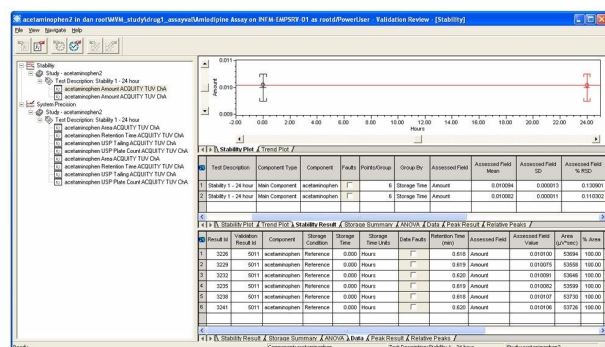 acetaminophen2 in dan root\MVM_study\drug1_assayval\Amlodipine Assay on INFM-EMPSRV-01 as rootd/PowerUser - Validation Review - [Stability]
File View Navigate Help
Stability
Study - acetaminophen2
Test Description: Stability 1 - 24 hour
acetaminophen Amount ACQUITY TUV ChA
acetaminophen Amount ACQUITY TUV ChA
System Precision
Study - acetaminophen2
Test Description: Stability 1 - 24 hour
acetaminophen Area ACQUITY TUV ChA
acetaminophen Retention Time ACQUITY TUV ChA
acetaminophen USP Tailing ACQUITY TUV ChA
acetaminophen USP Plate Count ACQUITY TUV ChA
acetaminophen Area ACQUITY TUV ChA
acetaminophen Retention Time ACQUITY TUV ChA
acetaminophen USP Tailing ACQUITY TUV ChA
acetaminophen USP Plate Count ACQUITY TUV ChA
Amount
0.011
0.010
0.009
-2.00 0.00 2.00 4.00 6.00 8.00 10.00 12.00 14.00 16.00 18.00 20.00 22.00 24.00
Hours
Stability Plot Trend Plot
Test Description Component Type Component Faults Points/Group Group By Assessed Field Assessed Field Mean Assessed Field SD Assessed Field % RSD
1 Stability 1 - 24 hour Main Component acetaminophen 6 Storage Time Amount 0.010094 0.000013 0.130901
2 Stability 1 - 24 hour Main Component acetaminophen 6 Storage Time Amount 0.010082 0.000011 0.110302
Stability Plot Trend Plot Stability Result Storage Summary ANOVA Data Peak Result Relative Peaks
Result Id Validation Result Id Component Storage Condition Storage Time Storage Time Units Data Faults Retention Time (min) Assessed Field Assessed Field Value Area (µV*sec) % Area
1 3226 5011 acetaminophen Reference 0.000 Hours 0.618 Amount 0.010100 53694 100.00
2 3229 5011 acetaminophen Reference 0.000 Hours 0.619 Amount 0.010075 53558 100.00
3 3232 5011 acetaminophen Reference 0.000 Hours 0.620 Amount 0.010091 53646 100.00
4 3235 5011 acetaminophen Reference 0.000 Hours 0.619 Amount 0.010082 53599 100.00
5 3238 5011 acetaminophen Reference 0.000 Hours 0.618 Amount 0.010107 53730 100.00
6 3241 5011 acetaminophen Reference 0.000 Hours 0.620 Amount 0.010106 53726 100.00
Stability Result Storage Summary ANOVA Data Peak Result Relative Peaks